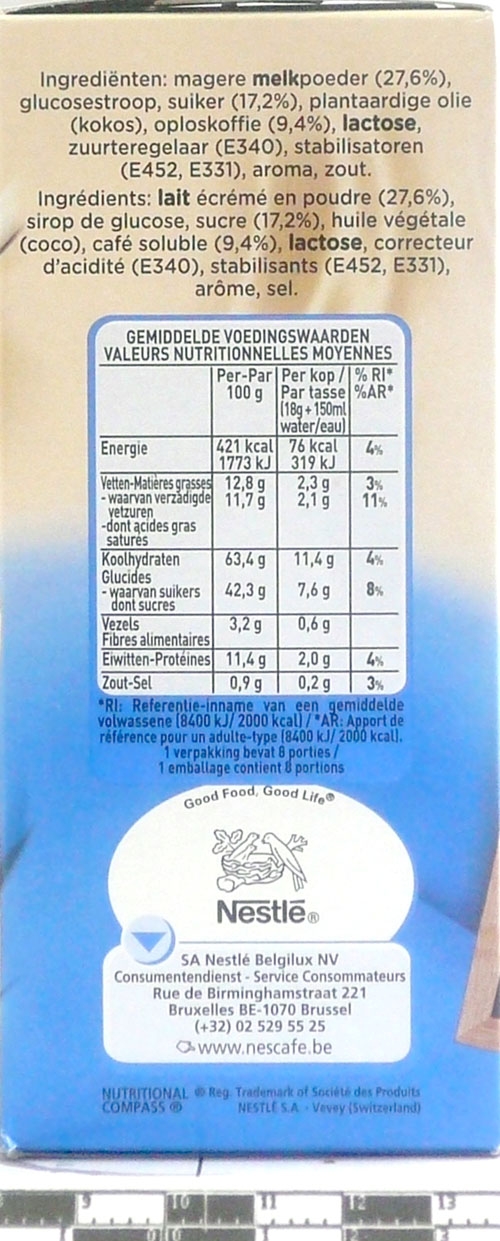 Ingrediënten: magere melkpoeder (27,6%),
glucosestroop, suiker (17,2%), plantaardige olie
(kokos), oploskoffie (9,4%), lactose,
zuurteregelaar (E340), stabilisatoren
(E452, E331), aroma, zout.
Ingrédients: lait écrémé en poudre (27,6%),
sirop de glucose, sucre (17,2%), huile végétale
(coco), café soluble (9,4%), lactose, correcteur
d'acidité (E340), stabilisants (E452, E331),
arôme, sel.
GEMIDDELDE VOEDINGSWAARDEN
VALEURS NUTRITIONNELLES MOYENNES
Per-Par Per kop / % RI*
100 g Par tasse %AR*
(18g + 150ml
water/eau)
Energie 421 kcal 76 kcal 4%
1773 kJ 319 kJ
Vetten-Matières grasses 12,8 g 2,3 g 3%
- waarvan verzadigde 11,7 g 2,1 g 11%
vetzuren
-dont acides gras
saturés
Koolhydraten 63,4 g 11,4 g 4%
Glucides
- waarvan suikers 42,3 g 7,6 g 8%
dont sucres
Vezels 3,2 g 0,6 g
Fibres alimentaires
Eiwitten-Protéines 11,4 g 2,0 g 4%
Zout-Sel 0,9 g 0,2 g 3%
*RI: Referentie-inname van een gemiddelde
volwassene (8400 kJ/ 2000 kcal) / *AR: Apport de
référence pour un adulte-type (8400 kJ/ 2000 kcal).
1 verpakking bevat 8 porties /
1 emballage contient 8 portions
Good Food, Good Life®
Nestlé®
SA Nestlé Belgilux NV
Consumentendienst - Service Consommateurs
Rue de Birminghamstraat 221
Bruxelles BE-1070 Brussel
(+32) 02 529 55 25
www.nescafe.be
NUTRITIONAL ® Reg. Trademark of Société des Produits
COMPASS ® NESTLÉ S.A. - Vevey (Switzerland)
9 10 11 12 13